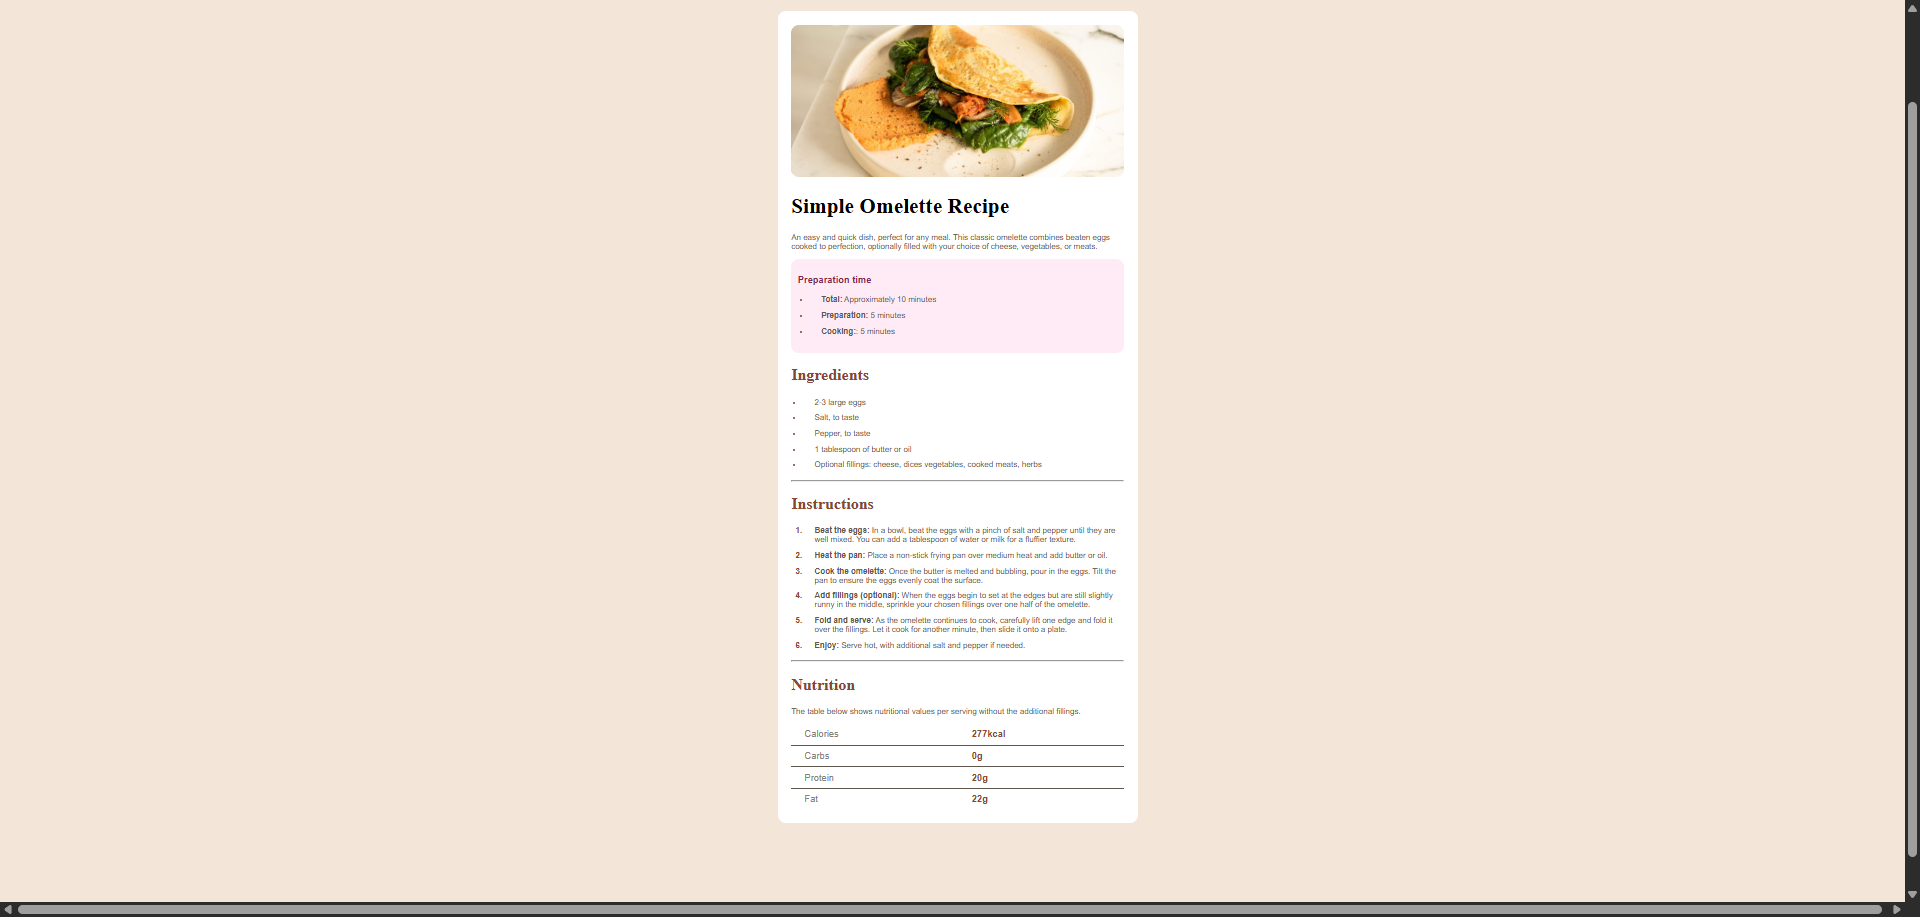 Simple Omelette Recipe
An easy and quick dish, perfect for any meal. This classic omelette combines beaten eggs
cooked to perfection, optionally filled with your choice of cheese, vegetables, or meats.
Preparation time
• Total: Approximately 10 minutes
• Preparation: 5 minutes
• Cooking:: 5 minutes
Ingredients
• 2-3 large eggs
• Salt, to taste
• Pepper, to taste
• 1 tablespoon of butter or oil
• Optional fillings: cheese, dices vegetables, cooked meats, herbs
Instructions
1. Beat the eggs: In a bowl, beat the eggs with a pinch of salt and pepper until they are
well mixed. You can add a tablespoon of water or milk for a fluffier texture.
2. Heat the pan: Place a non-stick frying pan over medium heat and add butter or oil.
3. Cook the omelette: Once the butter is melted and bubbling, pour in the eggs. Tilt the
pan to ensure the eggs evenly coat the surface.
4. Add fillings (optional): When the eggs begin to set at the edges but are still slightly
runny in the middle, sprinkle your chosen fillings over one half of the omelette.
5. Fold and serve: As the omelette continues to cook, carefully lift one edge and fold it
over the fillings. Let it cook for another minute, then slide it onto a plate.
6. Enjoy: Serve hot, with additional salt and pepper if needed.
Nutrition
The table below shows nutritional values per serving without the additional fillings.
Calories 277kcal
Carbs 0g
Protein 20g
Fat 22g